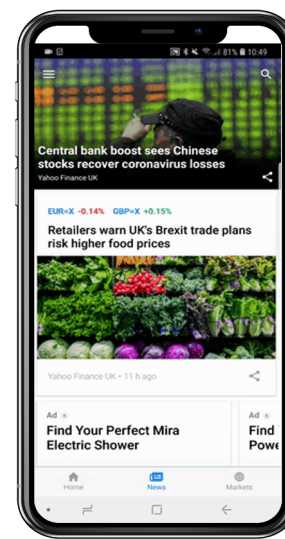 81% 10:49
Central bank boost sees Chinese
stocks recover coronavirus losses
Yahoo Finance UK
EUR=X -0.14% GBP=X +0.15%
Retailers warn UK's Brexit trade plans
risk higher food prices
Yahoo Finance UK • 11 h ago
Ad
Find Your Perfect Mira
Electric Shower
Ad
Find
Powe
Home News Markets